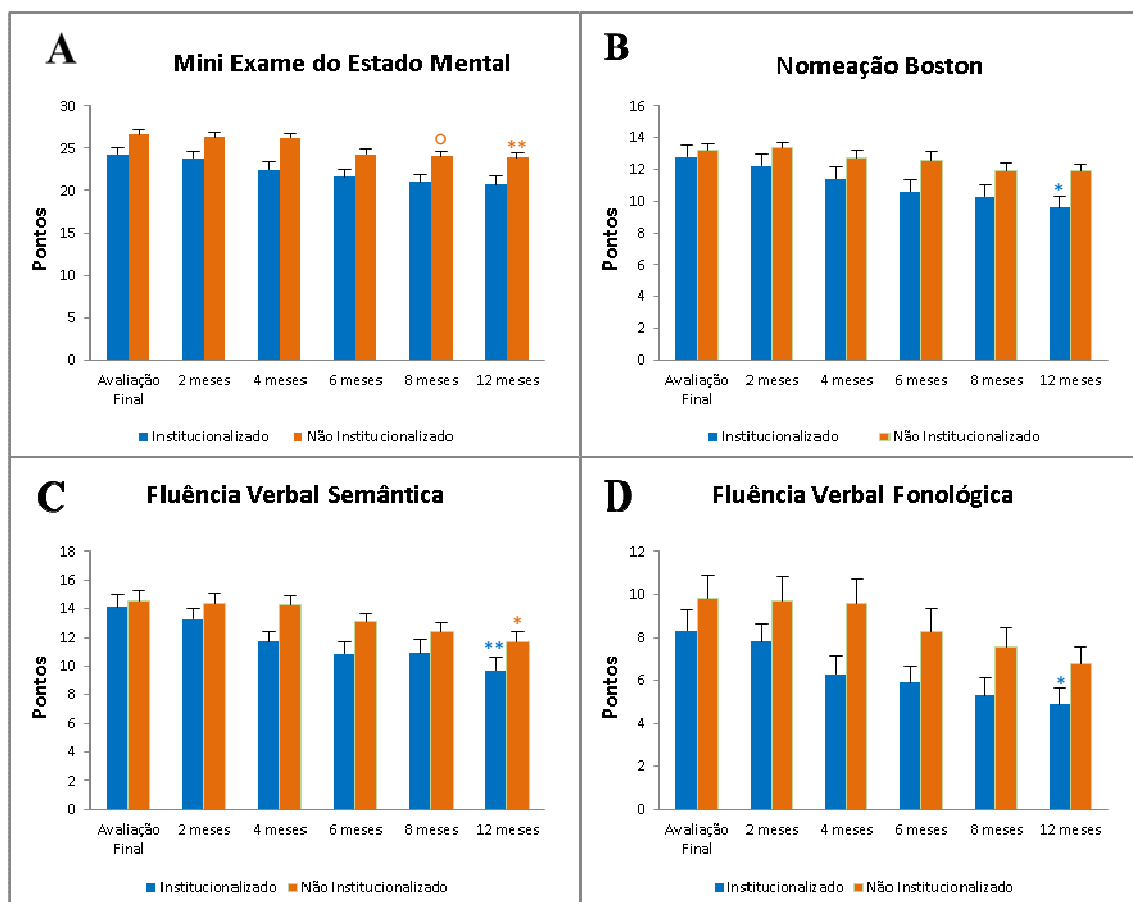 A
Mini Exame do Estado Mental
Pontos
30
25
20
15
10
5
0
Avaliação Final
2 meses
4 meses
6 meses
8 meses
12 meses
O
**
Institucionalizado
Não Institucionalizado
B
Nomeação Boston
Pontos
16
14
12
10
8
6
4
2
0
Avaliação Final
2 meses
4 meses
6 meses
8 meses
12 meses
*
Institucionalizado
Não Institucionalizado
C
Fluência Verbal Semântica
Pontos
18
16
14
12
10
8
6
4
2
0
Avaliação Final
2 meses
4 meses
6 meses
8 meses
12 meses
**
*
Institucionalizado
Não Institucionalizado
D
Fluência Verbal Fonológica
Pontos
12
10
8
6
4
2
0
Avaliação Final
2 meses
4 meses
6 meses
8 meses
12 meses
*
Institucionalizado
Não Institucionalizado